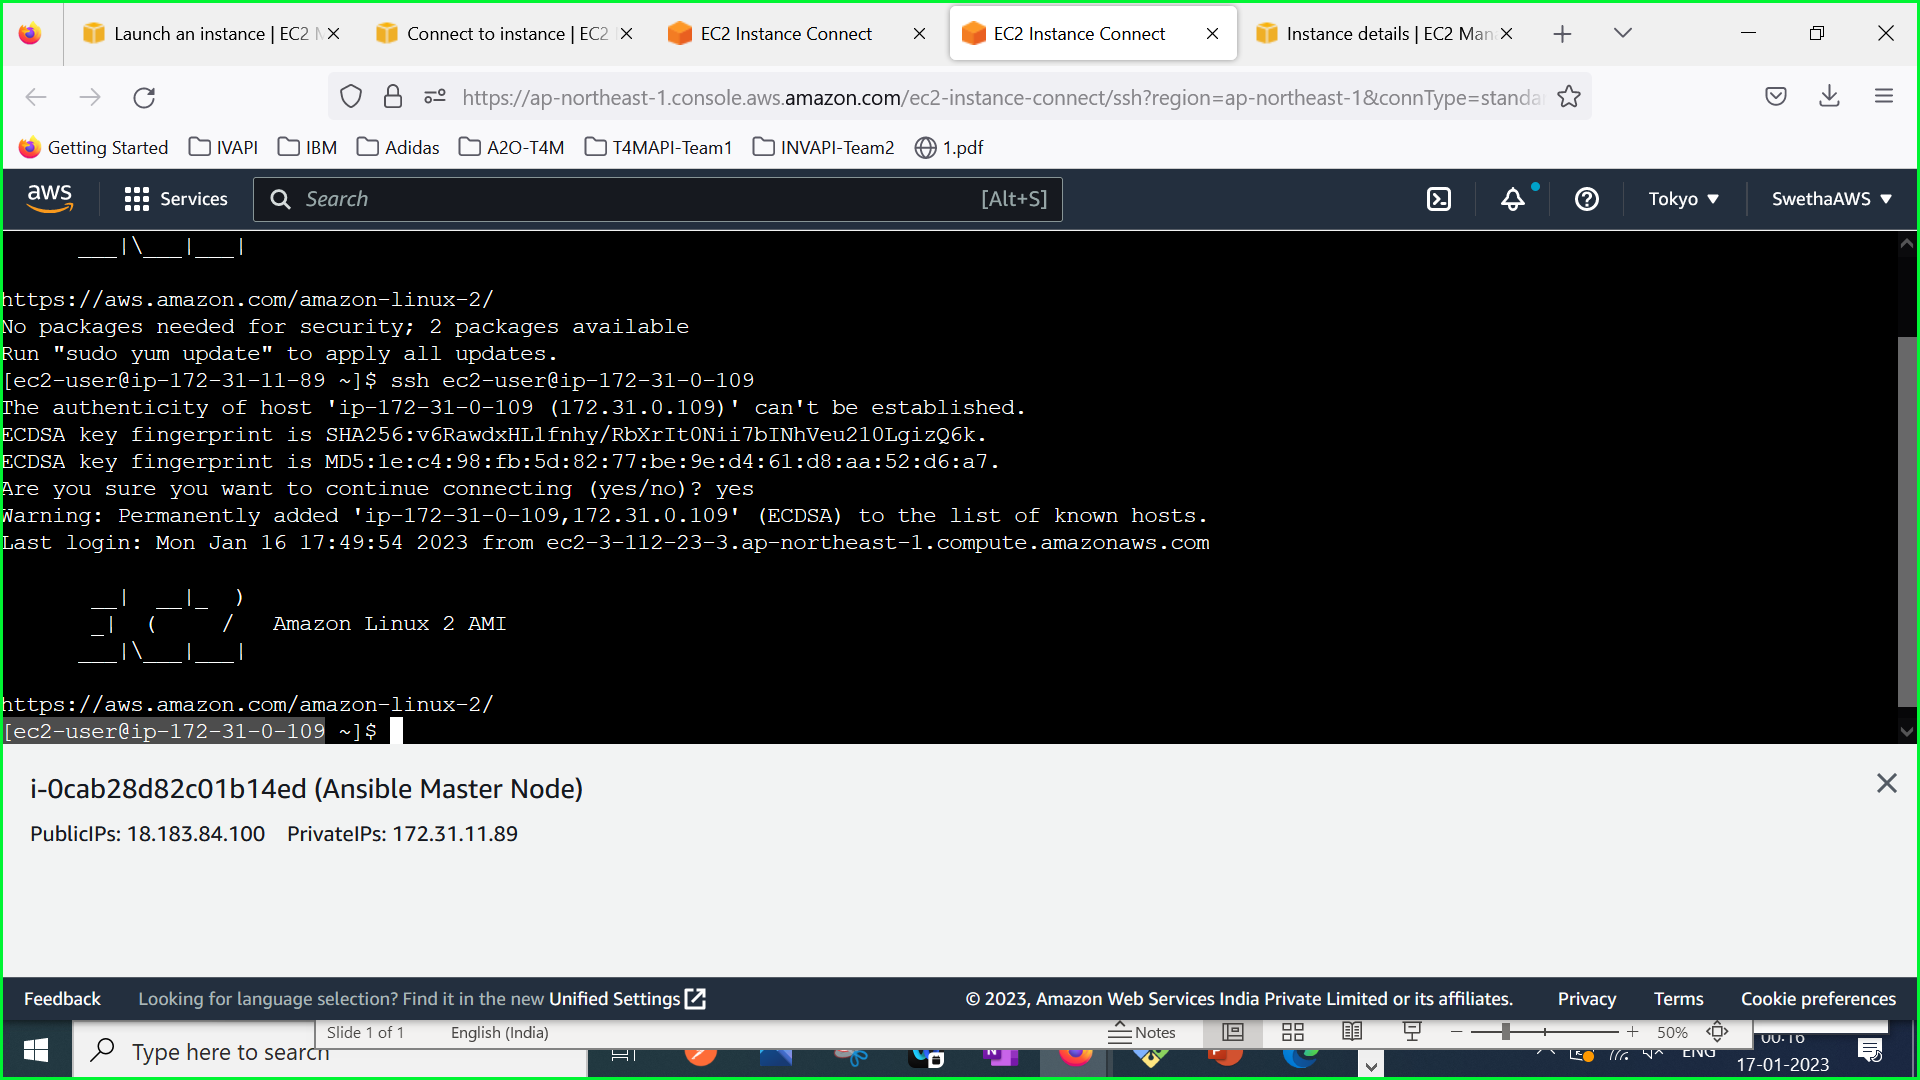 Launch an instance | EC2 M
Connect to instance | EC2
EC2 Instance Connect
EC2 Instance Connect
Instance details | EC2 Man
https://ap-northeast-1.console.aws.amazon.com/ec2-instance-connect/ssh?region=ap-northeast-1&connType=standa
Getting Started
IVAPI
IBM
Adidas
A2O-T4M
T4MAPI-Team1
INVAPI-Team2
1.pdf
aws
Services
Search
[Alt+S]
Tokyo
SwethaAWS
___|\___|___|
https://aws.amazon.com/amazon-linux-2/
No packages needed for security; 2 packages available
Run "sudo yum update" to apply all updates.
[ec2-user@ip-172-31-11-89 ~]$ ssh ec2-user@ip-172-31-0-109
The authenticity of host 'ip-172-31-0-109 (172.31.0.109)' can't be established.
ECDSA key fingerprint is SHA256:v6RawdxHLlfnhy/RbXrIt0Nii7bINhVeu210LgizQ6k.
ECDSA key fingerprint is MD5:1e:c4:98:fb:5d:82:77:be:9e:d4:61:d8:aa:52:d6:a7.
Are you sure you want to continue connecting (yes/no)? yes
Warning: Permanently added 'ip-172-31-0-109,172.31.0.109' (ECDSA) to the list of known hosts.
Last login: Mon Jan 16 17:49:54 2023 from ec2-3-112-23-3.ap-northeast-1.compute.amazonaws.com
__|  __|_  )
_|  (     /   Amazon Linux 2 AMI
___|\___|___|
https://aws.amazon.com/amazon-linux-2/
[ec2-user@ip-172-31-0-109 ~]$
i-0cab28d82c01b14ed (Ansible Master Node)
PublicIPs: 18.183.84.100 PrivateIPs: 172.31.11.89
Feedback
Looking for language selection? Find it in the new Unified Settings
© 2023, Amazon Web Services India Private Limited or its affiliates.
Privacy
Terms
Cookie preferences
Slide 1 of 1
English (India)
Notes
50%
Type here to search
ENG
00:16
17-01-2023